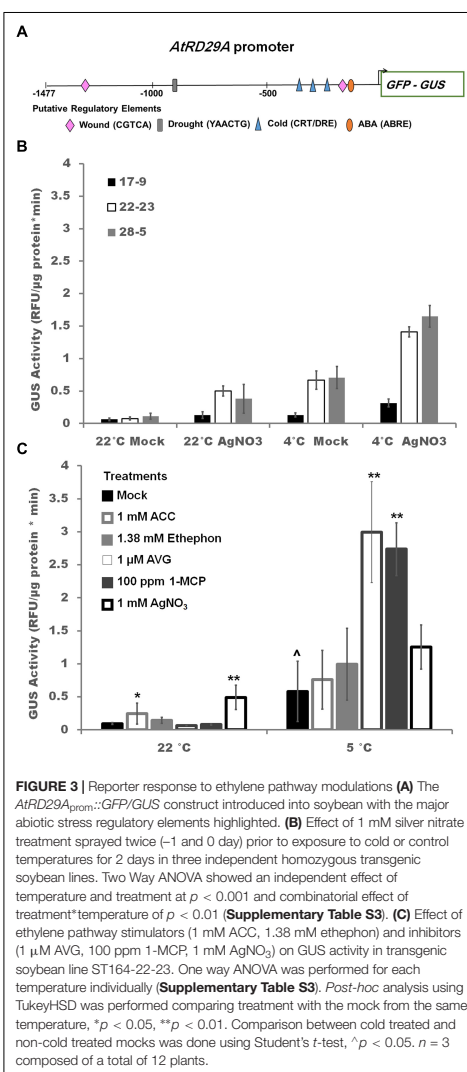 A
AtRD29A promoter
-1477
-1000
-500
GFP - GUS
Putative Regulatory Elements
Wound (CGTCA) Drought (YAACTG) Cold (CRT/DRE) ABA (ABRE)
B
GUS Activity (RFU/µg protein*min)
4
3.5
3
2.5
2
1.5
1
0.5
0
17-9
22-23
28-5
22°C Mock 22°C AgNO3 4°C Mock 4°C AgNO3
C
GUS Activity (RFU/µg protein * min)
4
3.5
3
2.5
2
1.5
1
0.5
0
Treatments
Mock
1 mM ACC
1.38 mM Ethephon
1 µM AVG
100 ppm 1-MCP
1 mM AgNO₃
*
**
^
**
**
22 °C 5 °C
FIGURE 3 | Reporter response to ethylene pathway modulations (A) The
AtRD29Aprom::GFP/GUS construct introduced into soybean with the major
abiotic stress regulatory elements highlighted. (B) Effect of 1 mM silver nitrate
treatment sprayed twice (–1 and 0 day) prior to exposure to cold or control
temperatures for 2 days in three independent homozygous transgenic
soybean lines. Two Way ANOVA showed an independent effect of
temperature and treatment at p < 0.001 and combinatorial effect of
treatment*temperature of p < 0.01 (Supplementary Table S3). (C) Effect of
ethylene pathway stimulators (1 mM ACC, 1.38 mM ethephon) and inhibitors
(1 µM AVG, 100 ppm 1-MCP, 1 mM AgNO3) on GUS activity in transgenic
soybean line ST164-22-23. One way ANOVA was performed for each
temperature individually (Supplementary Table S3). Post-hoc analysis using
TukeyHSD was performed comparing treatment with the mock from the same
temperature, *p < 0.05, **p < 0.01. Comparison between cold treated and
non-cold treated mocks was done using Student's t-test, ^p < 0.05. n = 3
composed of a total of 12 plants.